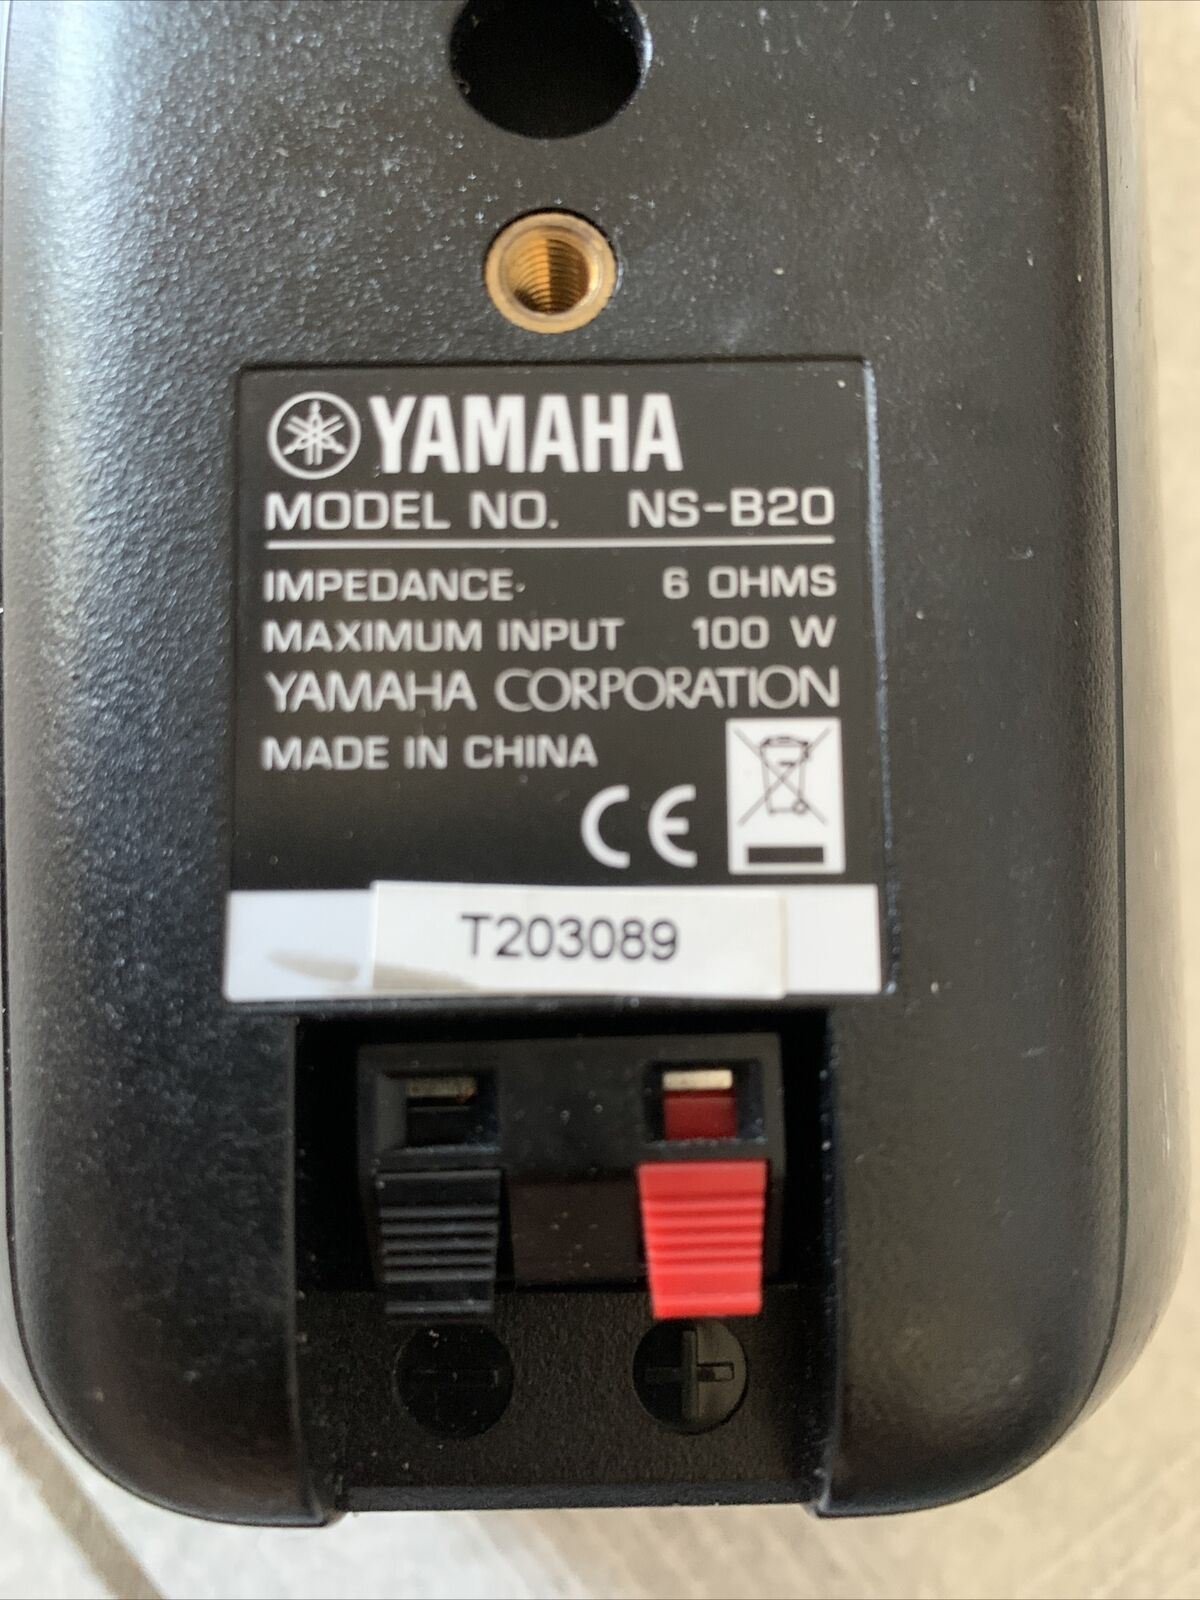 YAMAHA
MODEL NO. NS-B20
IMPEDANCE 6 OHMS
MAXIMUM INPUT 100 W
YAMAHA CORPORATION
MADE IN CHINA
CE
T203089